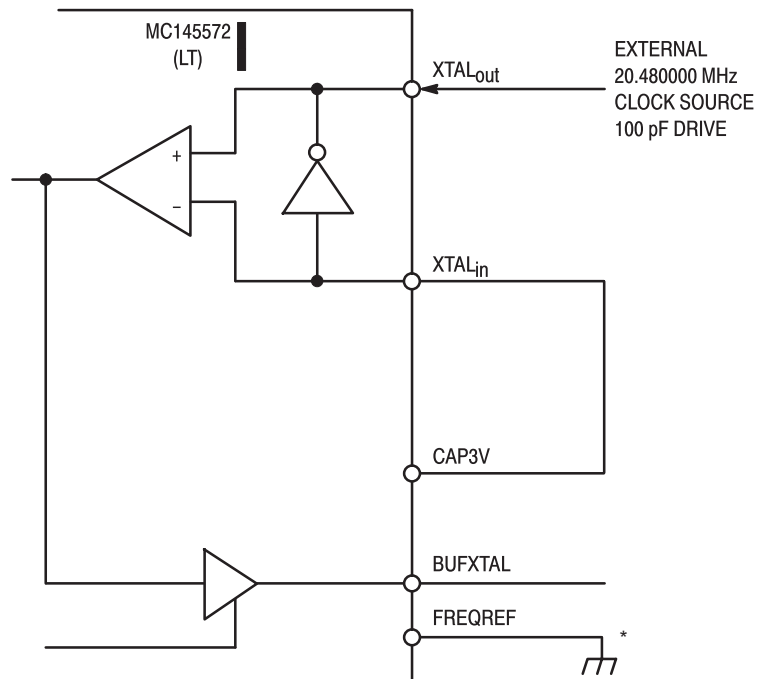 MC145572
(LT)
XTALout
EXTERNAL
20.480000 MHz
CLOCK SOURCE
100 pF DRIVE
+
–
XTALin
CAP3V
BUFXTAL
FREQREF
*